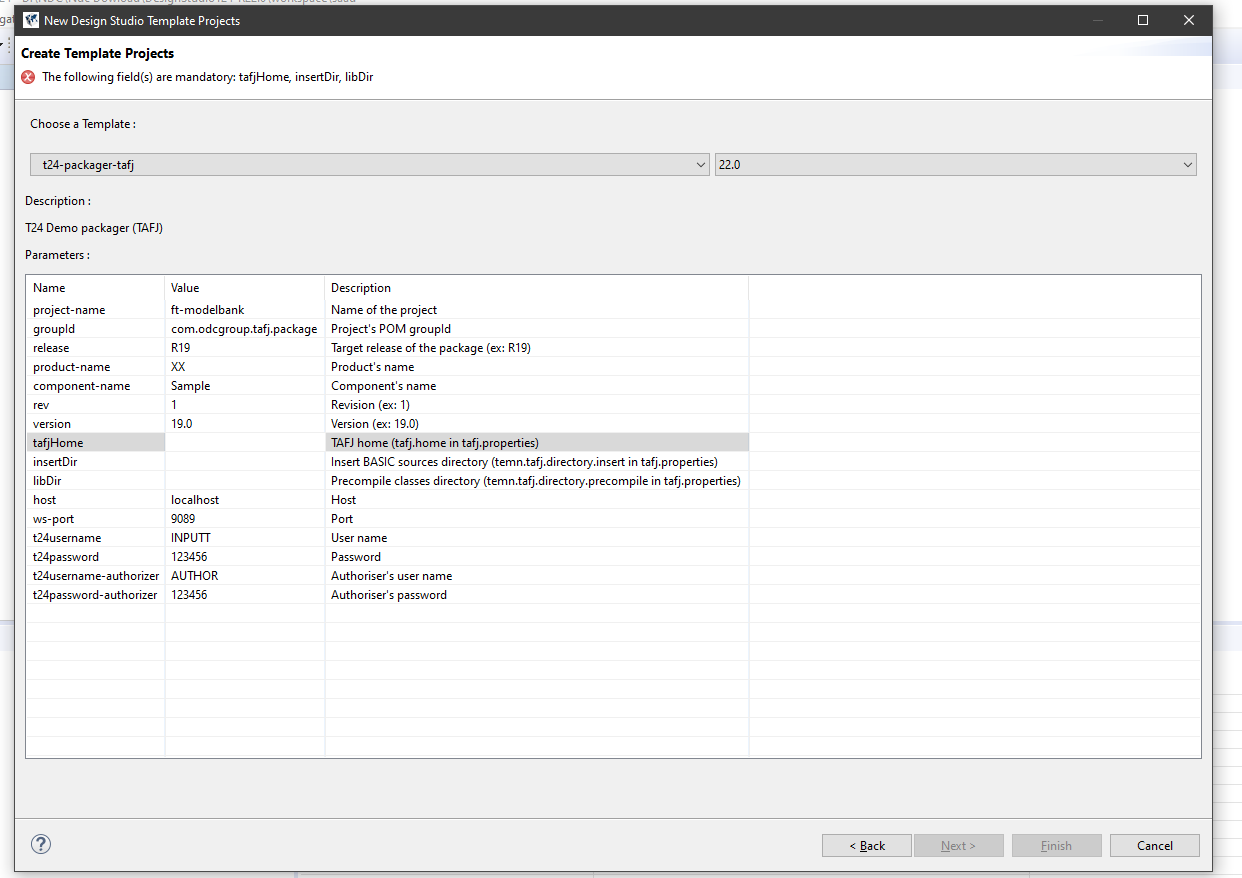 New Design Studio Template Projects
Create Template Projects
The following field(s) are mandatory: tafjHome, insertDir, libDir
Choose a Template :
t24-packager-tafj 22.0
Description :
T24 Demo packager (TAFJ)
Parameters :
Name Value Description
project-name ft-modelbank Name of the project
groupId com.odcgroup.tafj.package Project's POM groupId
release R19 Target release of the package (ex: R19)
product-name XX Product's name
component-name Sample Component's name
rev 1 Revision (ex: 1)
version 19.0 Version (ex: 19.0)
tafjHome TAFJ home (tafj.home in tafj.properties)
insertDir Insert BASIC sources directory (temn.tafj.directory.insert in tafj.properties)
libDir Precompile classes directory (temn.tafj.directory.precompile in tafj.properties)
host localhost Host
ws-port 9089 Port
t24username INPUTT User name
t24password 123456 Password
t24username-authorizer AUTHOR Authoriser's user name
t24password-authorizer 123456 Authoriser's password
? < Back Next > Finish Cancel